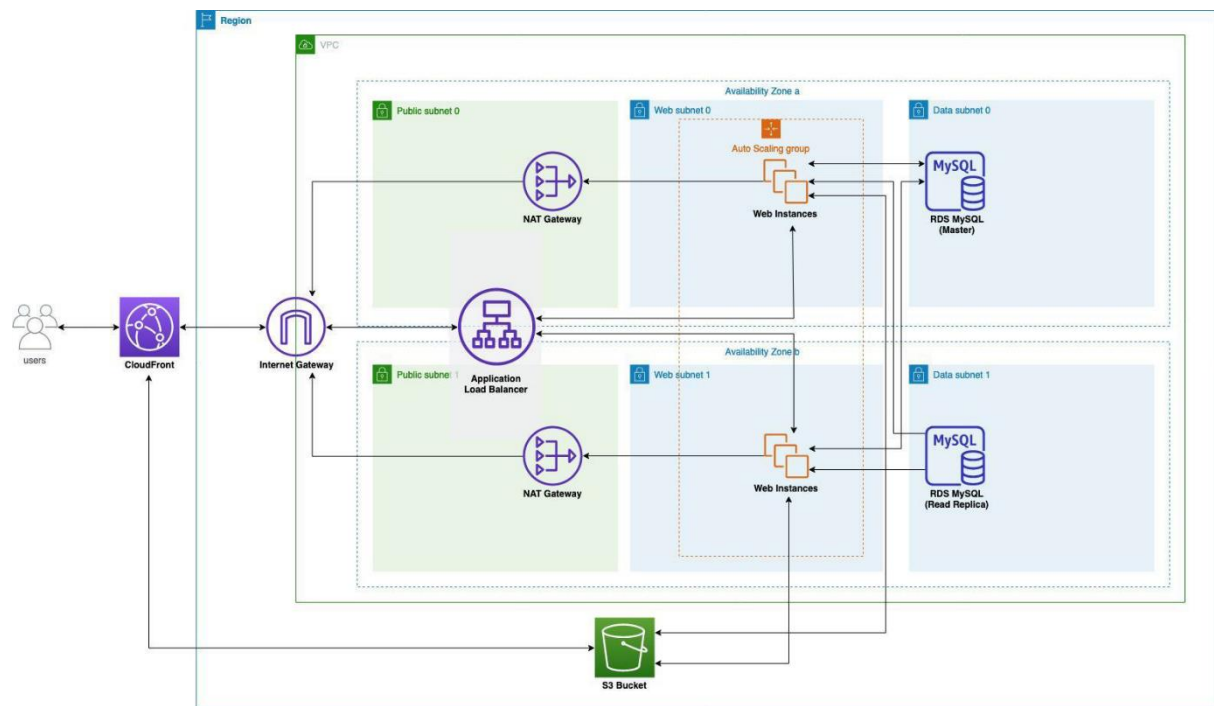 Region
VPC
Availability Zone a
Public subnet 0
Web subnet 0
Data subnet 0
Auto Scaling group
MySQL
NAT Gateway
Web Instances
RDS MySQL
(Master)
users
CloudFront
Internet Gateway
Application
Load Balancer
Availability Zone b
Public subnet 1
Web subnet 1
Data subnet 1
MySQL
NAT Gateway
Web Instances
RDS MySQL
(Read Replica)
S3 Bucket